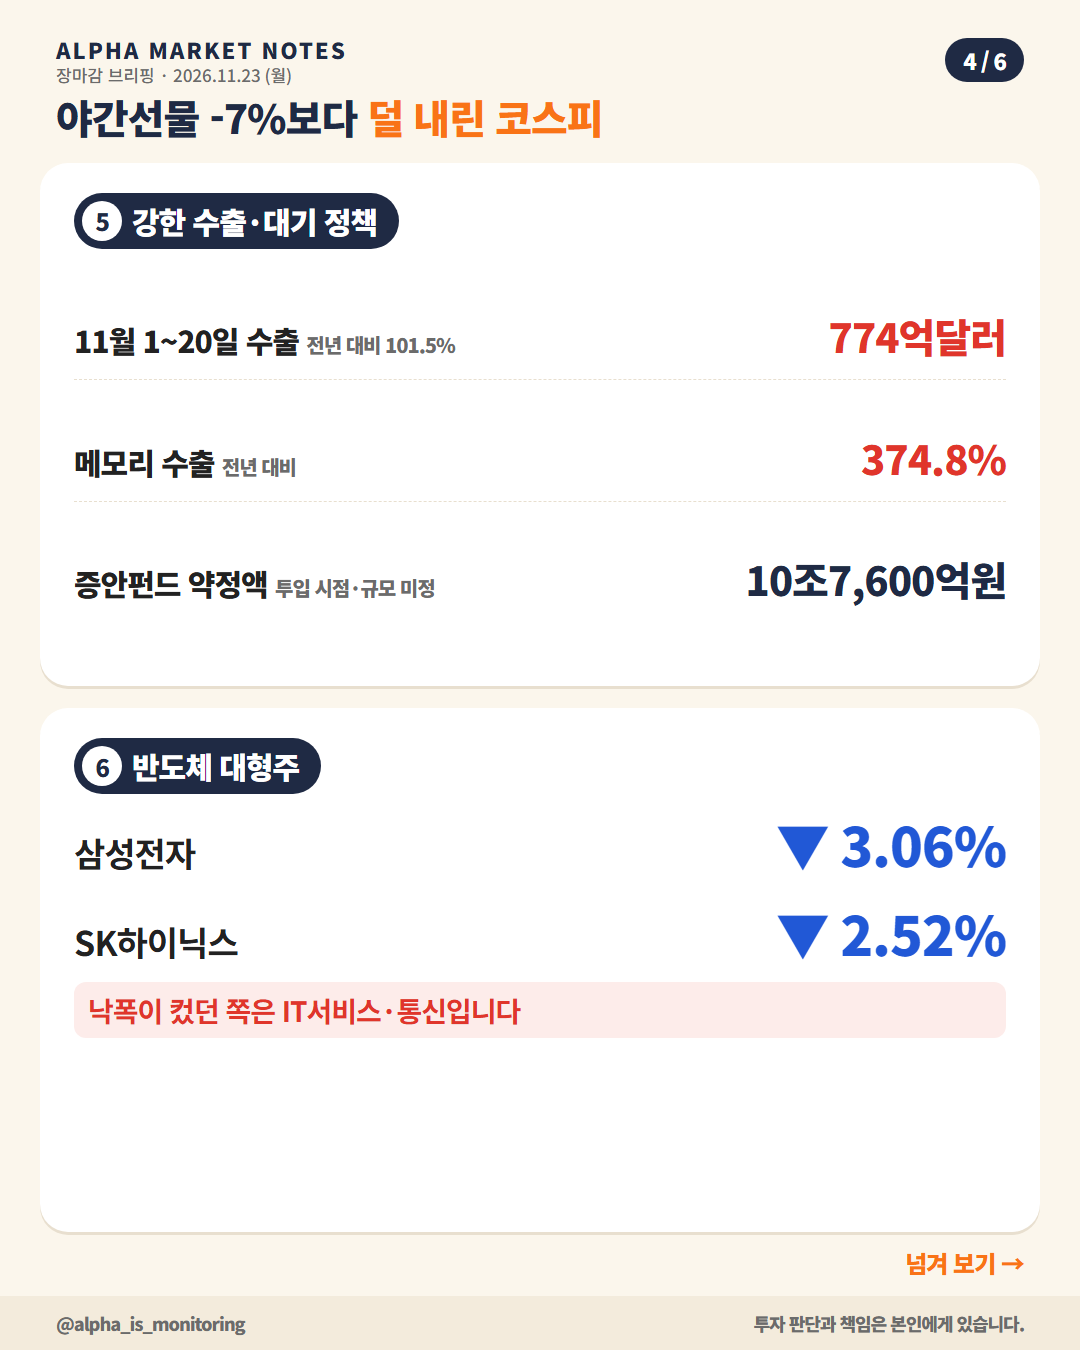 ALPHA MARKET NOTES
장마감 브리핑 · 2026.11.23 (월)
4 / 6
야간선물 -7%보다 덜 내린 코스피
5 강한 수출·대기 정책
11월 1~20일 수출 전년 대비 101.5% 774억달러
메모리 수출 전년 대비 374.8%
증안펀드 약정액 투입 시점·규모 미정 10조7,600억원
6 반도체 대형주
삼성전자 ▼ 3.06%
SK하이닉스 ▼ 2.52%
낙폭이 컸던 쪽은 IT서비스·통신입니다
넘겨 보기 →
@alpha_is_monitoring 투자 판단과 책임은 본인에게 있습니다.